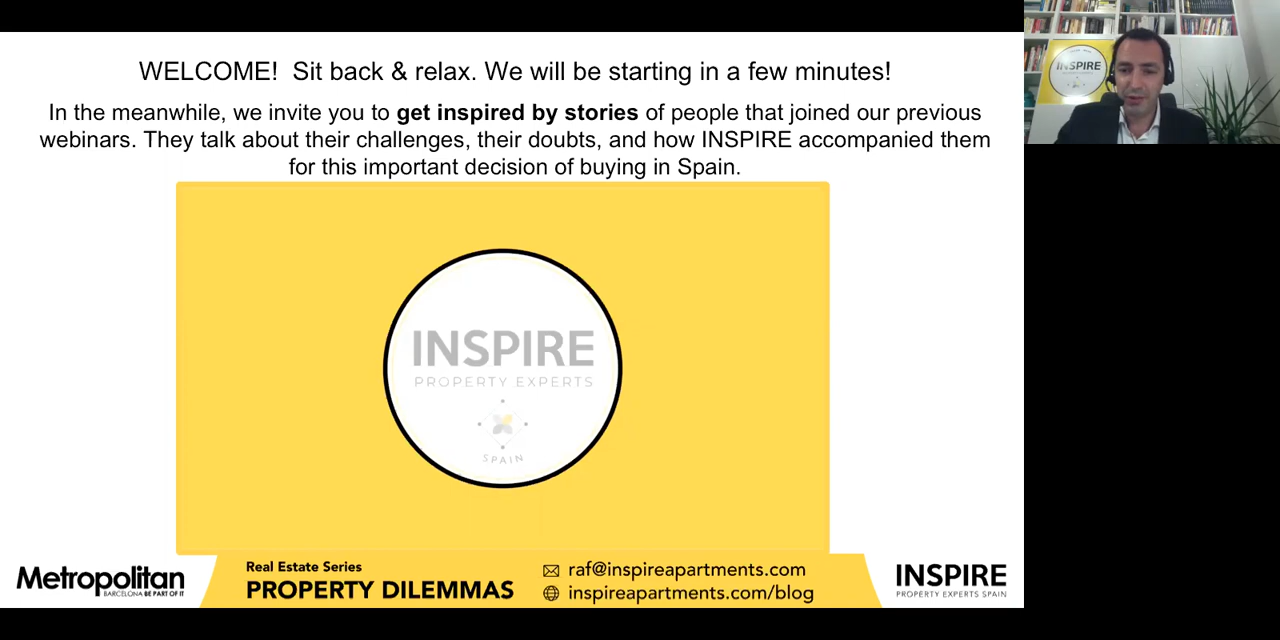 WELCOME!  Sit back & relax. We will be starting in a few minutes!
In the meanwhile, we invite you to get inspired by stories of people that joined our previous
webinars. They talk about their challenges, their doubts, and how INSPIRE accompanied them
for this important decision of buying in Spain.
INSPIRE
PROPERTY EXPERTS
SPAIN
Metropolitan
BARCELONA BE PART OF IT
Real Estate Series
PROPERTY DILEMMAS
raf@inspireapartments.com
inspireapartments.com/blog
INSPIRE
PROPERTY EXPERTS SPAIN
INSPIRE